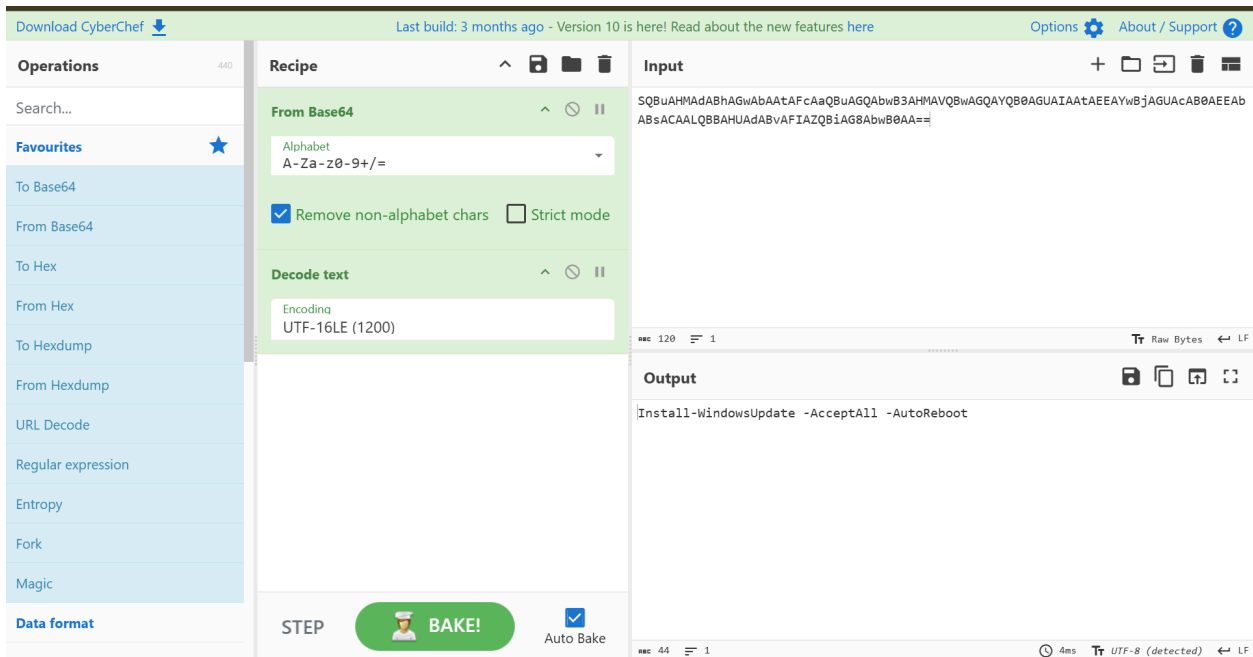 Download CyberChef
Last build: 3 months ago - Version 10 is here! Read about the new features here
Options
About / Support
Operations
440
Search...
Favourites
To Base64
From Base64
To Hex
From Hex
To Hexdump
From Hexdump
URL Decode
Regular expression
Entropy
Fork
Magic
Data format
Recipe
From Base64
Alphabet
A-Za-z0-9+/=
Remove non-alphabet chars
Strict mode
Decode text
Encoding
UTF-16LE (1200)
STEP
BAKE!
Auto Bake
Input
SQBuAHMAdABhAGwAbAAtAFcAaQBuAGQAbwB3AHMAVQBwAGQAYQB0AGUAIAAtAEEAYwBjAGUAcAB0AEEAb
ABsACAALQBBAHUAdABvAFIAZQBiAG8AbwB0AA==
ABC 120
1
Tт Raw Bytes
LF
Output
Install-WindowsUpdate -AcceptAll -AutoReboot
ABC 44
1
4ms
Tт UTF-8 (detected)
LF